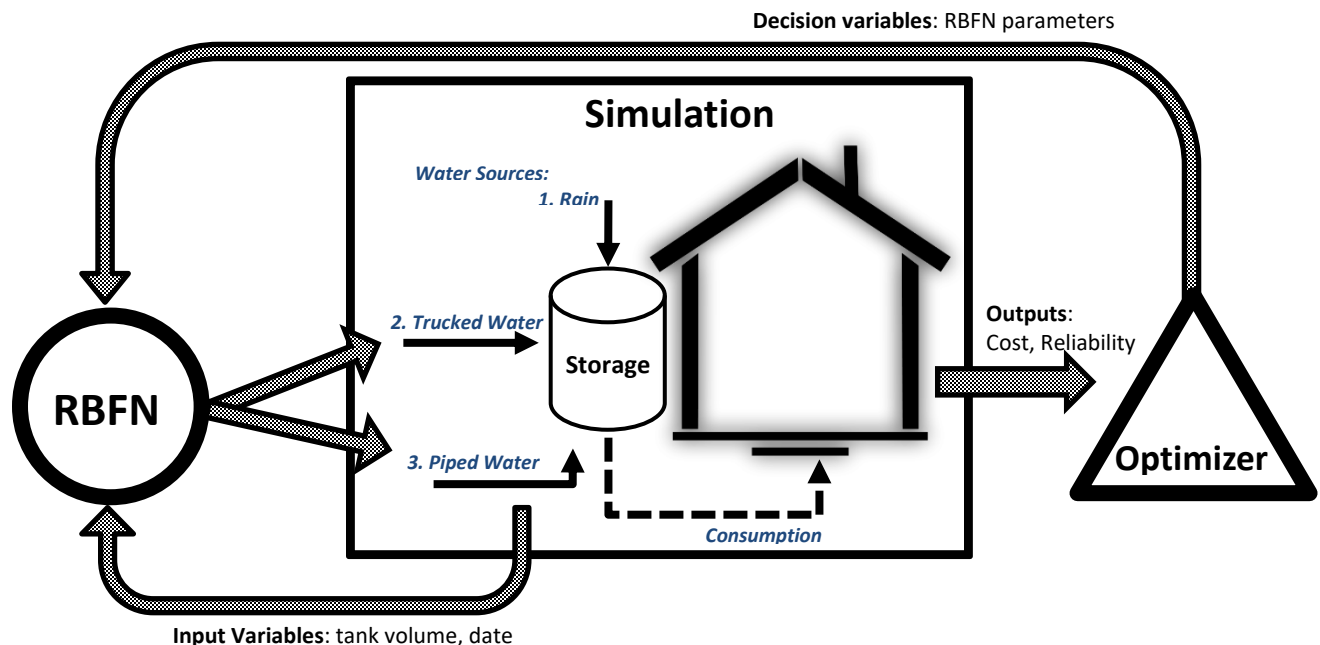 Decision variables: RBFN parameters
Simulation
Water Sources:
1. Rain
2. Trucked Water
Storage
Outputs:
Cost, Reliability
RBFN
3. Piped Water
Optimizer
Consumption
Input Variables: tank volume, date